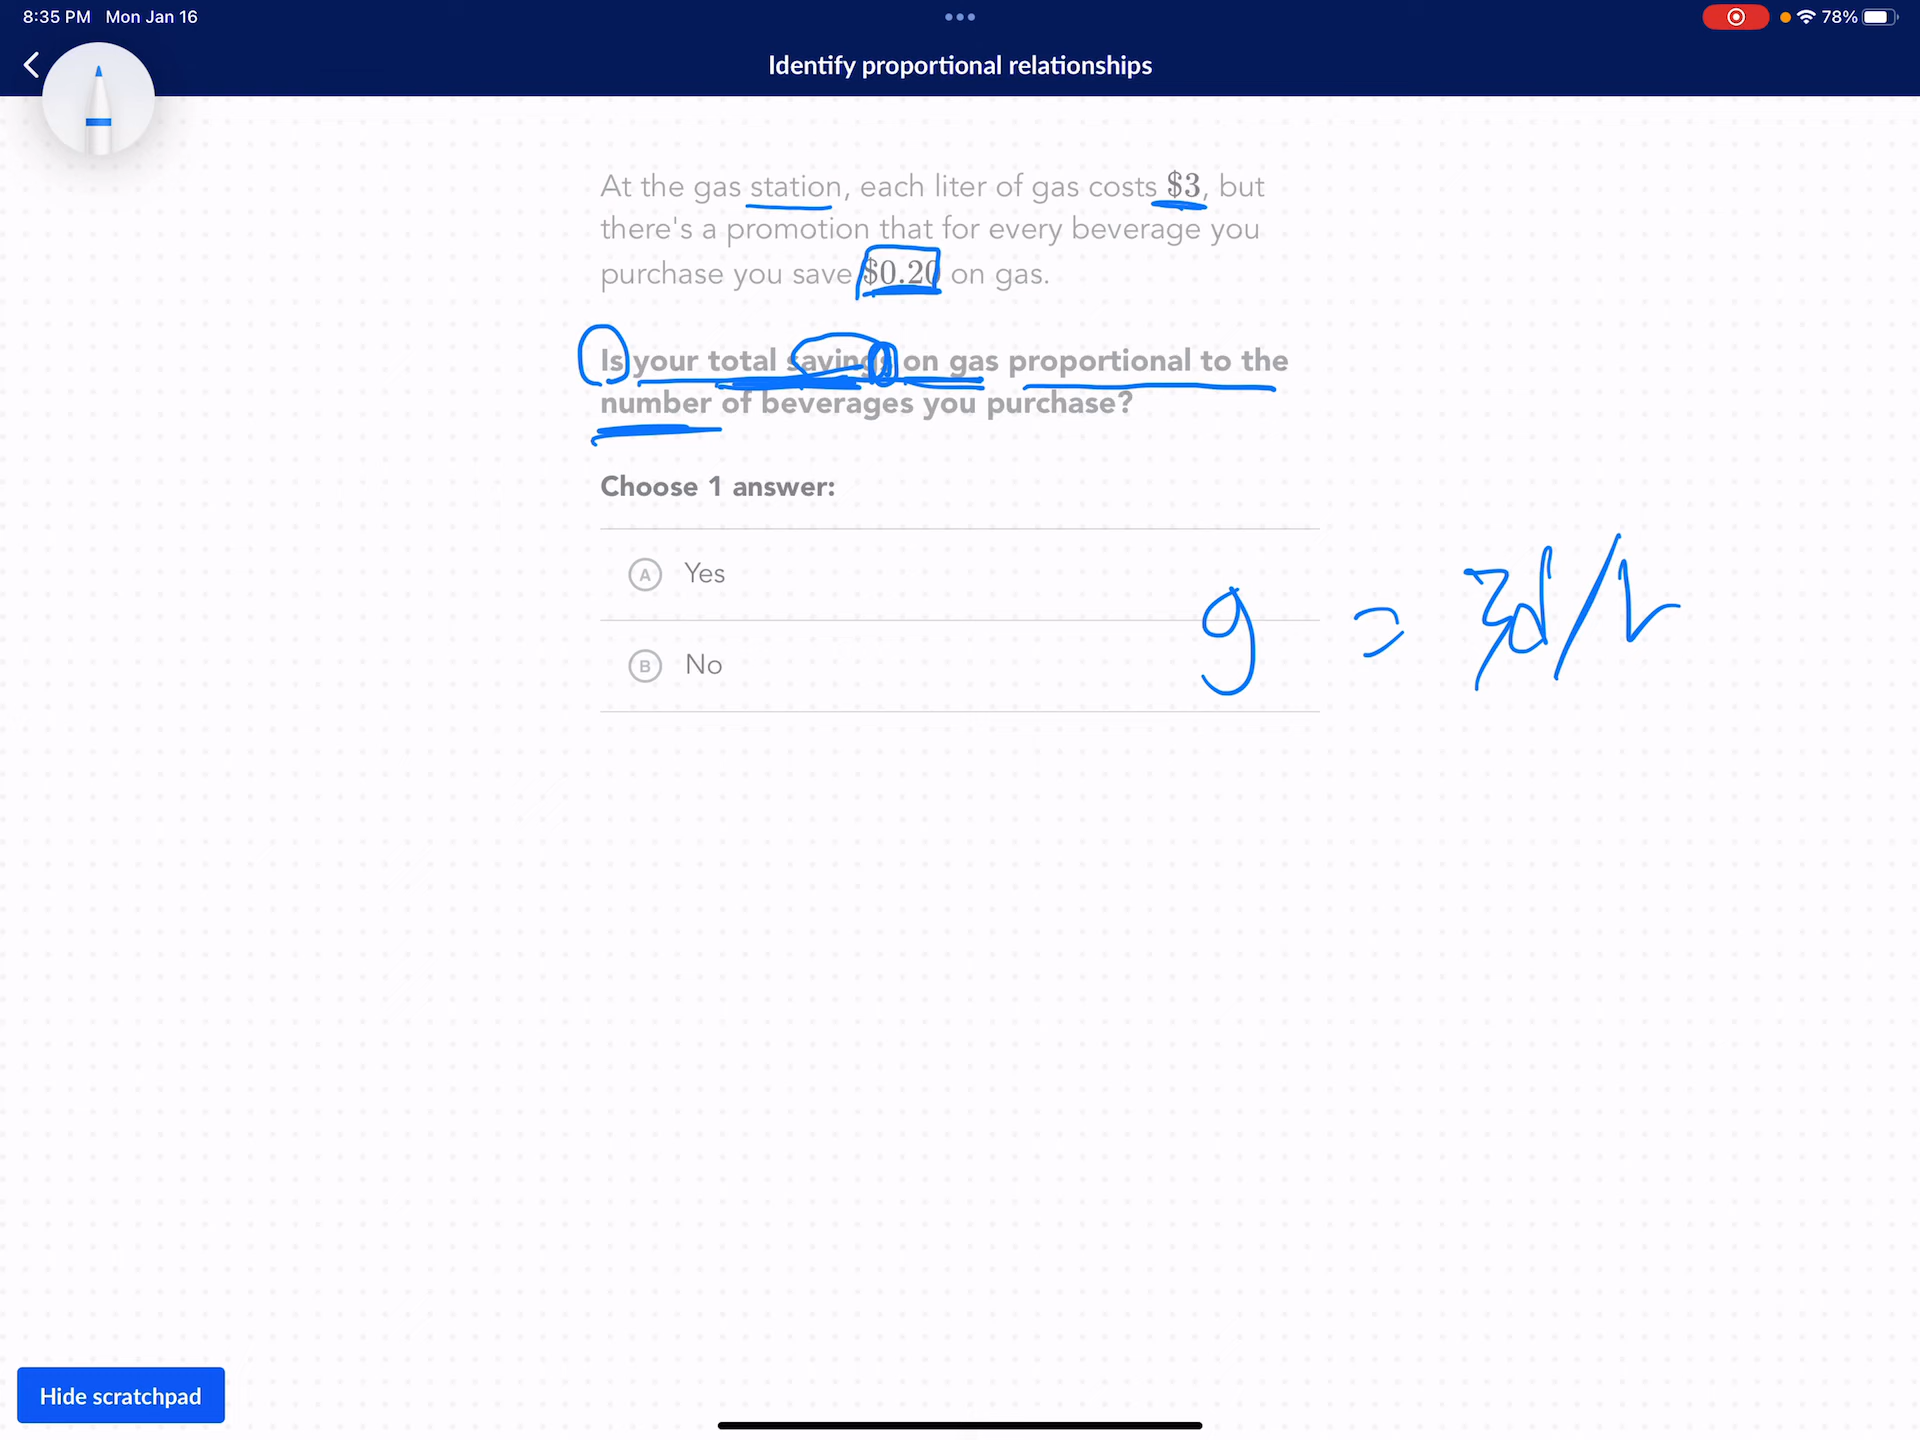 8:35 PM Mon Jan 16
78%
Identify proportional relationships
At the gas station, each liter of gas costs $3, but
there's a promotion that for every beverage you
purchase you save $0.20 on gas.
Is your total savings on gas proportional to the
number of beverages you purchase?
Choose 1 answer:
A Yes
B No
g = 3d/L
Hide scratchpad